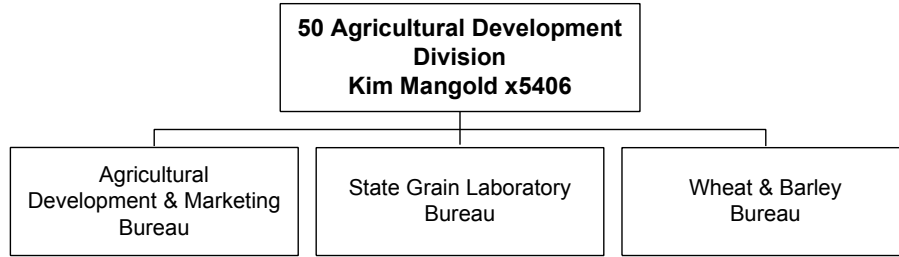 50 Agricultural Development
Division
Kim Mangold x5406
Agricultural
Development & Marketing
Bureau
State Grain Laboratory
Bureau
Wheat & Barley
Bureau